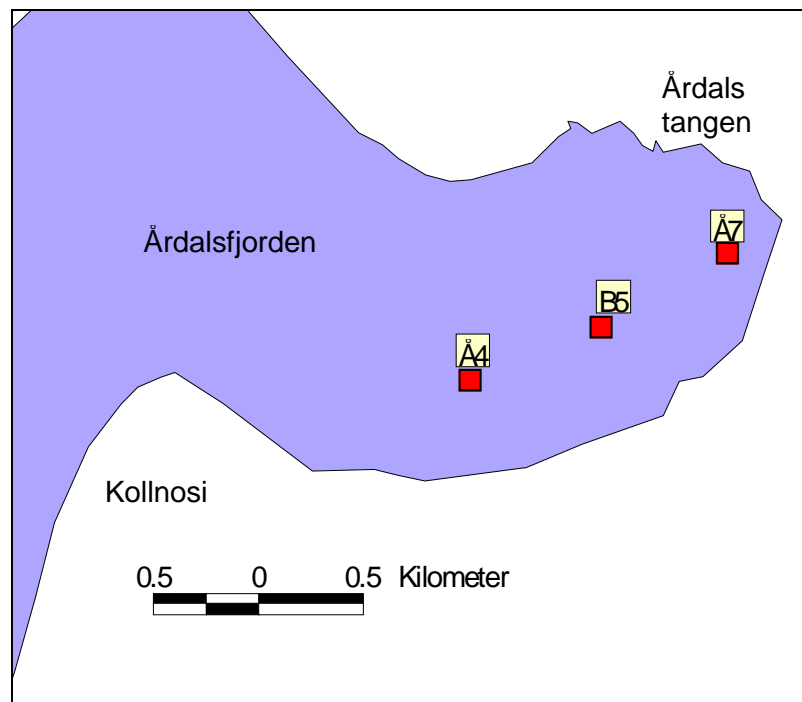 Årdals
tangen
Å7
Årdalsfjorden
B5
Å4
Kollnosi
0.5 0 0.5 Kilometer